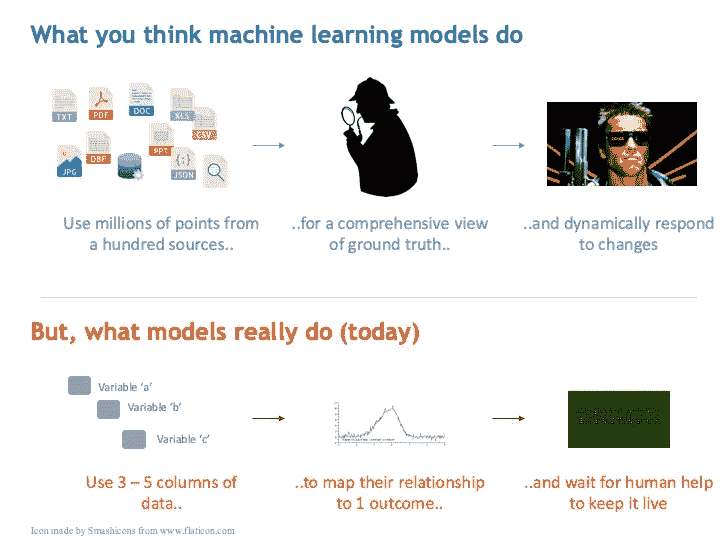 What you think machine learning models do
TXT
PDF
DOC
XLS
CSV
JPG
DBF
PPT
{;}
JSON
Use millions of points from
a hundred sources..
..for a comprehensive view
of ground truth..
..and dynamically respond
to changes
But, what models really do (today)
Variable ‘a’
Variable ‘b’
Variable ‘c’
Use 3 – 5 columns of
data..
..to map their relationship
to 1 outcome..
..and wait for human help
to keep it live
Icon made by Smashicons from www.flaticon.com